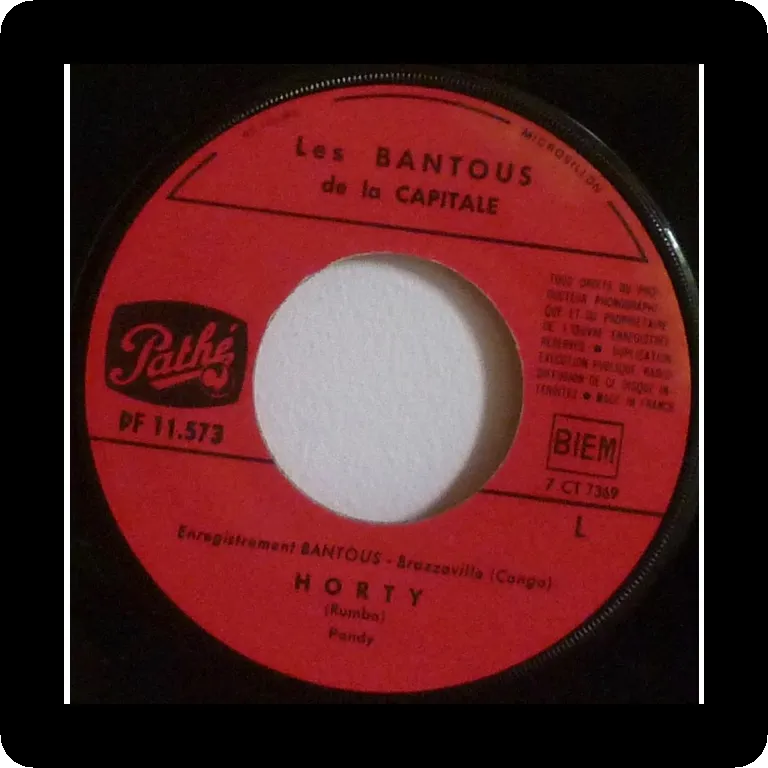 MICROSILLON
Les BANTOUS
de la CAPITALE
TOUS DROITS DU PRO-
DUCTEUR PHONOGRAPHI-
QUE ET DU PROPRIETAIRE
DE L'ŒUVRE ENREGISTRÉE
RESERVES ● DUPLICATION
EXECUTION PUBLIQUE RADIO-
DIFFUSION DE CE DISQUE IN-
TERDITES ● MADE IN FRANCE
Pathé
PF 11.573
BIEM
7 CT 7369
L
Enregistrement BANTOUS - Brazzaville (Congo)
HORTY
(Rumba)
Pandy